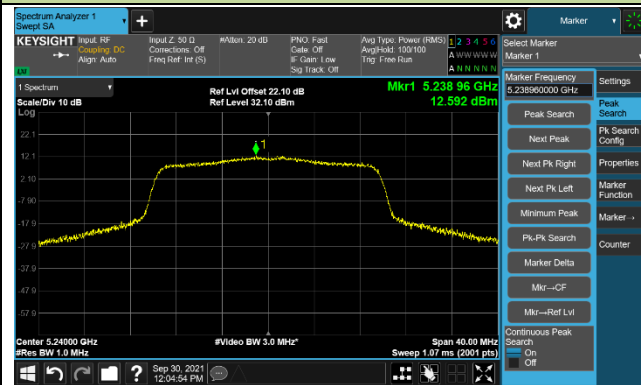 Spectrum Analyzer 1
Swept SA
+
Marker
KEYSIGHT
Input: RF
Coupling: DC
Align: Auto
Input Z: 50 Ω
Corrections: Off
Freq Ref: Int (S)
#Atten: 20 dB
PNO: Fast
Gate: Off
IF Gain: Low
Sig Track: Off
Avg Type: Power (RMS)
Avg|Hold: 100/100
Trig: Free Run
1 2 3 4 5 6
A W W W W W
A N N N N N
Select Marker
Marker 1
1 Spectrum
Scale/Div 10 dB
Log
Ref Lvl Offset 22.10 dB
Ref Level 32.10 dBm
Mkr1 5.238 96 GHz
12.592 dBm
1
22.1
12.1
2.10
-7.90
-17.9
-27.9
-37.9
-47.9
-57.9
Center 5.24000 GHz
#Res BW 1.0 MHz
#Video BW 3.0 MHz*
Span 40.00 MHz
Sweep 1.07 ms (2001 pts)
Marker Frequency
5.238960000 GHz
Peak Search
Next Peak
Next Pk Right
Next Pk Left
Minimum Peak
Pk-Pk Search
Marker Delta
Mkr→CF
Mkr→Ref Lvl
Continuous Peak
Search
On
Off
Settings
Peak
Search
Pk Search
Config
Properties
Marker
Function
Marker→
Counter
?
Sep 30, 2021
12:04:54 PM